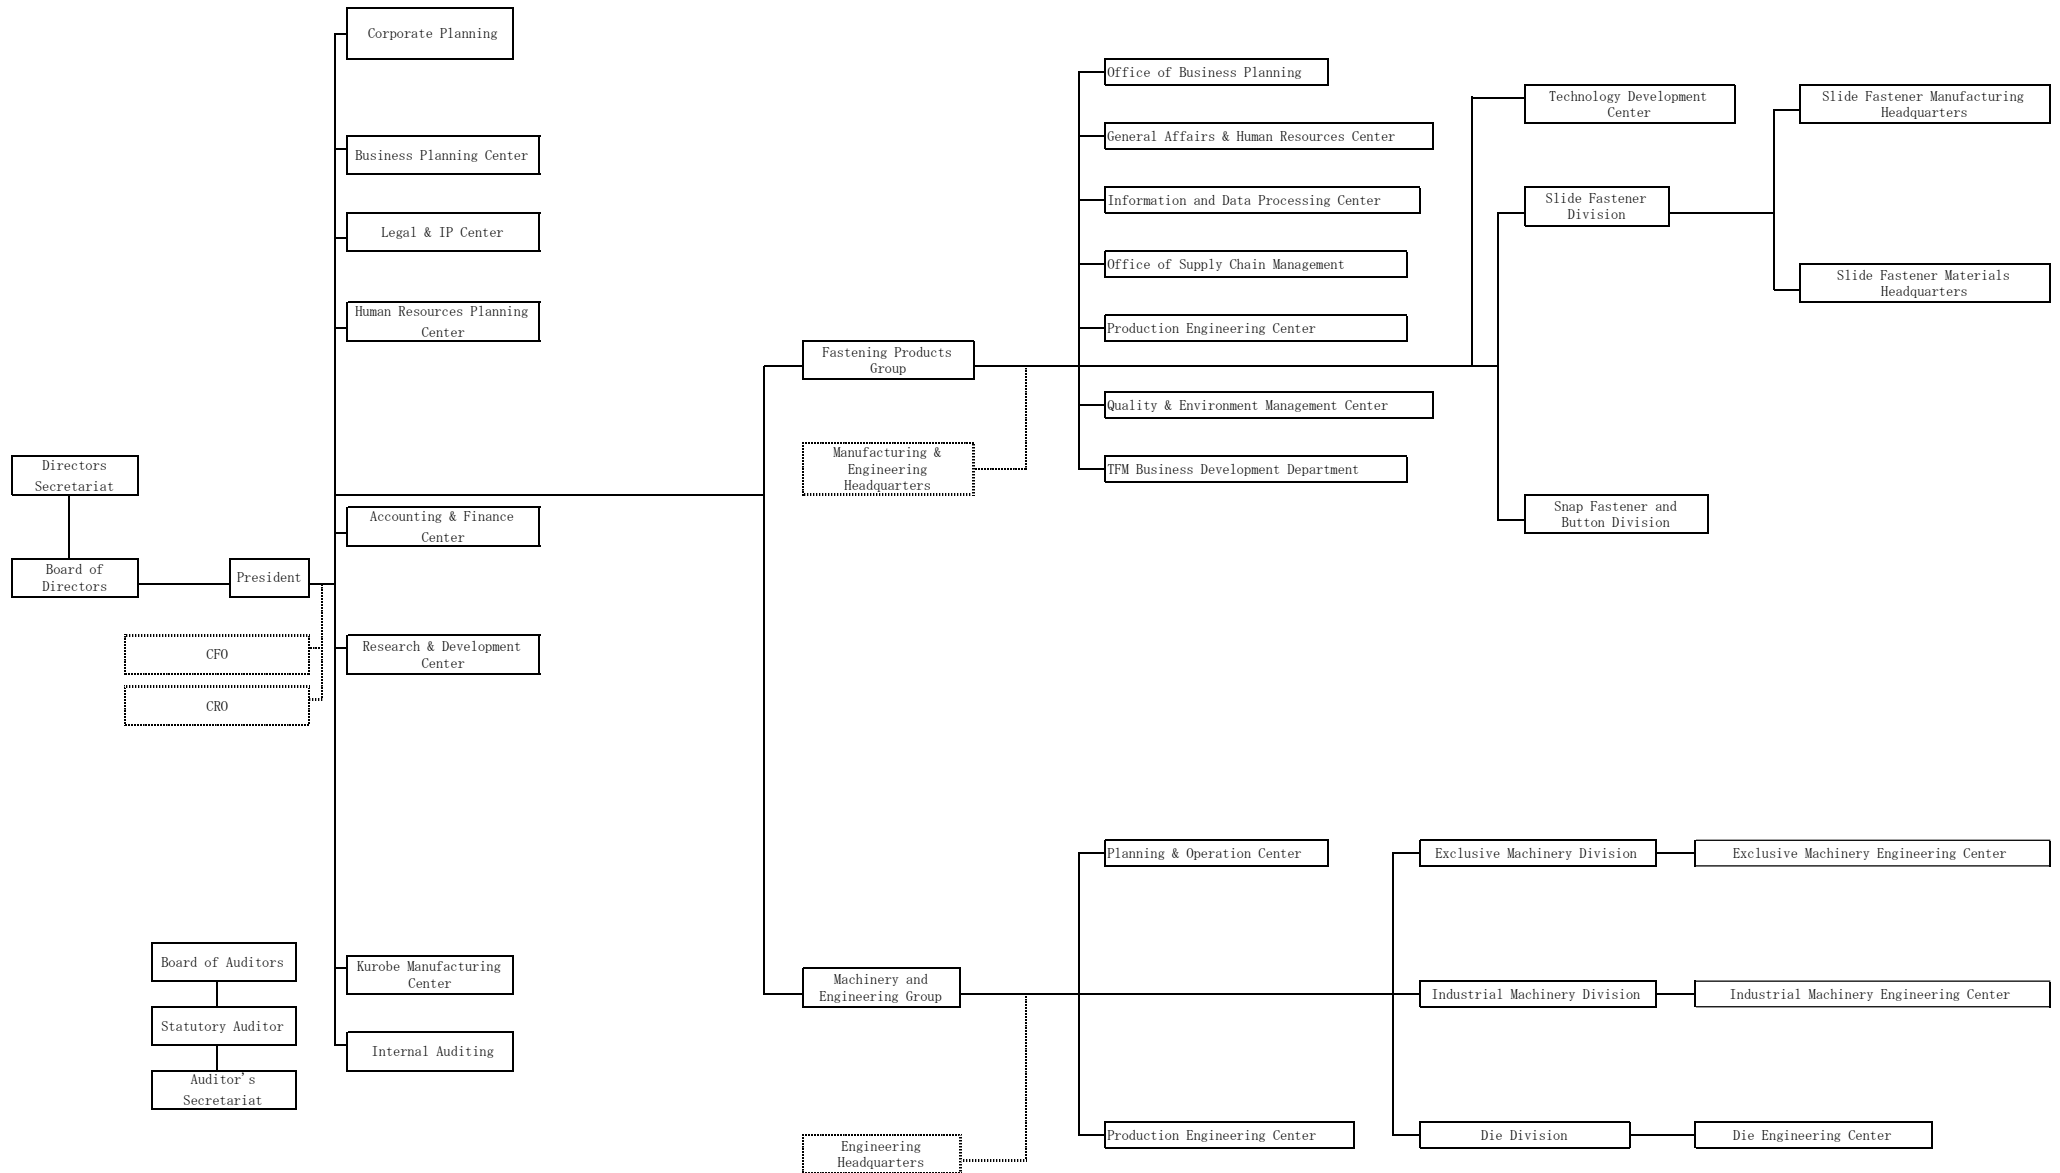 Corporate Planning
Business Planning Center
Legal & IP Center
Human Resources Planning
Center
Accounting & Finance
Center
Research & Development
Center
Kurobe Manufacturing
Center
Internal Auditing
Directors
Secretariat
Board of
Directors
President
CFO
CRO
Board of Auditors
Statutory Auditor
Auditor's
Secretariat
Fastening Products
Group
Manufacturing &
Engineering
Headquarters
Office of Business Planning
General Affairs & Human Resources Center
Information and Data Processing Center
Office of Supply Chain Management
Production Engineering Center
Quality & Environment Management Center
TFM Business Development Department
Technology Development
Center
Slide Fastener
Division
Snap Fastener and
Button Division
Slide Fastener Manufacturing
Headquarters
Slide Fastener Materials
Headquarters
Machinery and
Engineering Group
Engineering
Headquarters
Planning & Operation Center
Production Engineering Center
Exclusive Machinery Division
Exclusive Machinery Engineering Center
Industrial Machinery Division
Industrial Machinery Engineering Center
Die Division
Die Engineering Center